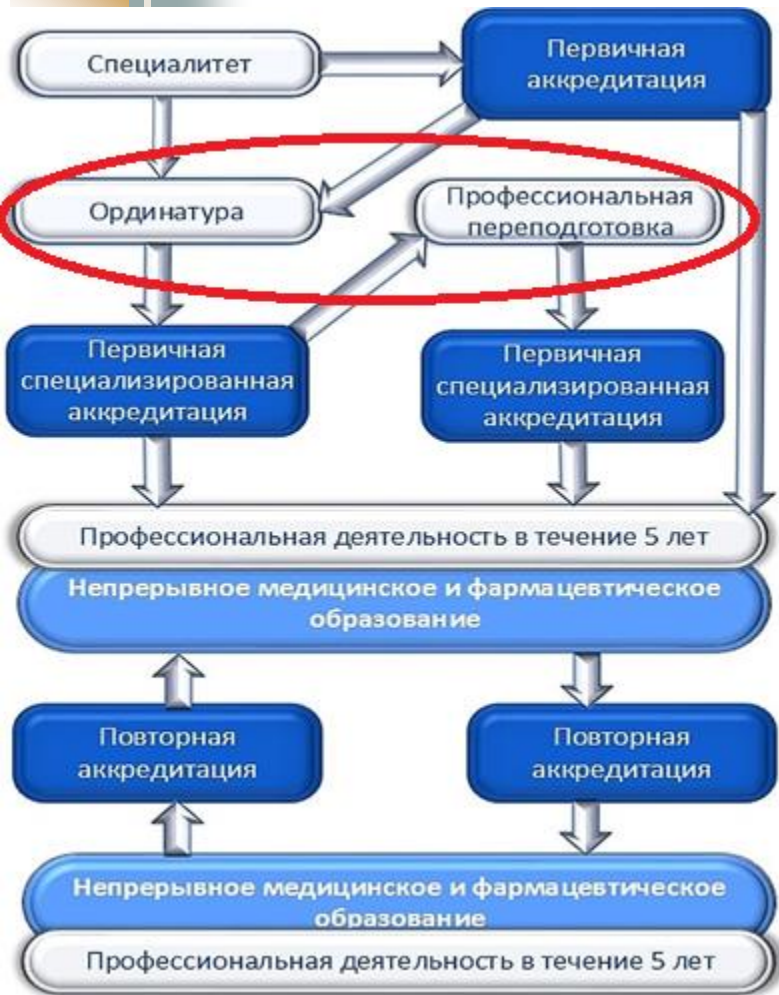 Специалитет
Первичная
аккредитация
Ординатура
Профессиональная
переподготовка
Первичная
специализированная
аккредитация
Первичная
специализированная
аккредитация
Профессиональная деятельность в течение 5 лет
Непрерывное медицинское и фармацевтическое
образование
Повторная
аккредитация
Повторная
аккредитация
Непрерывное медицинское и фармацевтическое
образование
Профессиональная деятельность в течение 5 лет